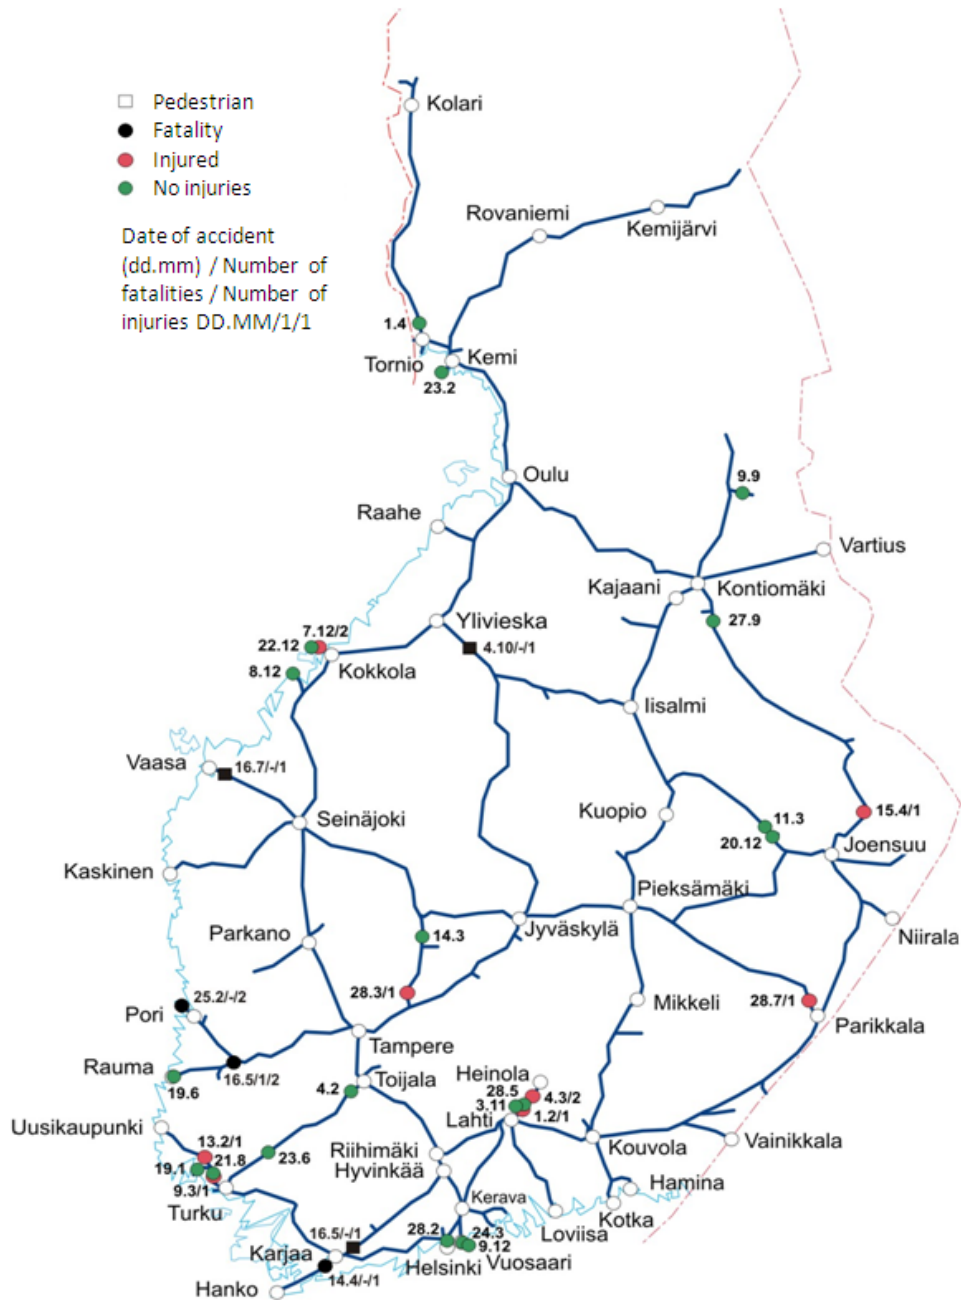 Kolari
Pedestrian
Fatality
Injured
No injuries
Date of accident
(dd.mm) / Number of
fatalities / Number of
injuries DD.MM/1/1
Rovaniemi
Kemijärvi
1.4
Tornio
Kemi
23.2
Oulu
9.9
Raahe
Vartius
Kajaani
Kontiomäki
Ylivieska
27.9
7.12/2
22.12
4.10/-/1
8.12
Kokkola
Iisalmi
Vaasa
16.7/-/1
Seinäjoki
Kuopio
15.4/1
11.3
20.12
Joensuu
Kaskinen
Pieksämäki
Parkano
14.3
Jyväskylä
Niirala
25.2/-/2
28.3/1
Mikkeli
28.7/1
Pori
Parikkala
Tampere
Rauma
16.5/1/2
19.6
4.2
Toijala
Heinola
28.5
4.3/2
3.11
1.2/1
Lahti
Uusikaupunki
13.2/1
Kouvola
Vainikkala
21.8
23.6
Riihimäki
19.1
Hyvinkää
9.3/1
Hamina
Turku
Kerava
Kotka
Loviisa
16.5/-/1
28.2
24.3
9.12
Karjaa
Helsinki
Vuosaari
14.4/-/1
Hanko